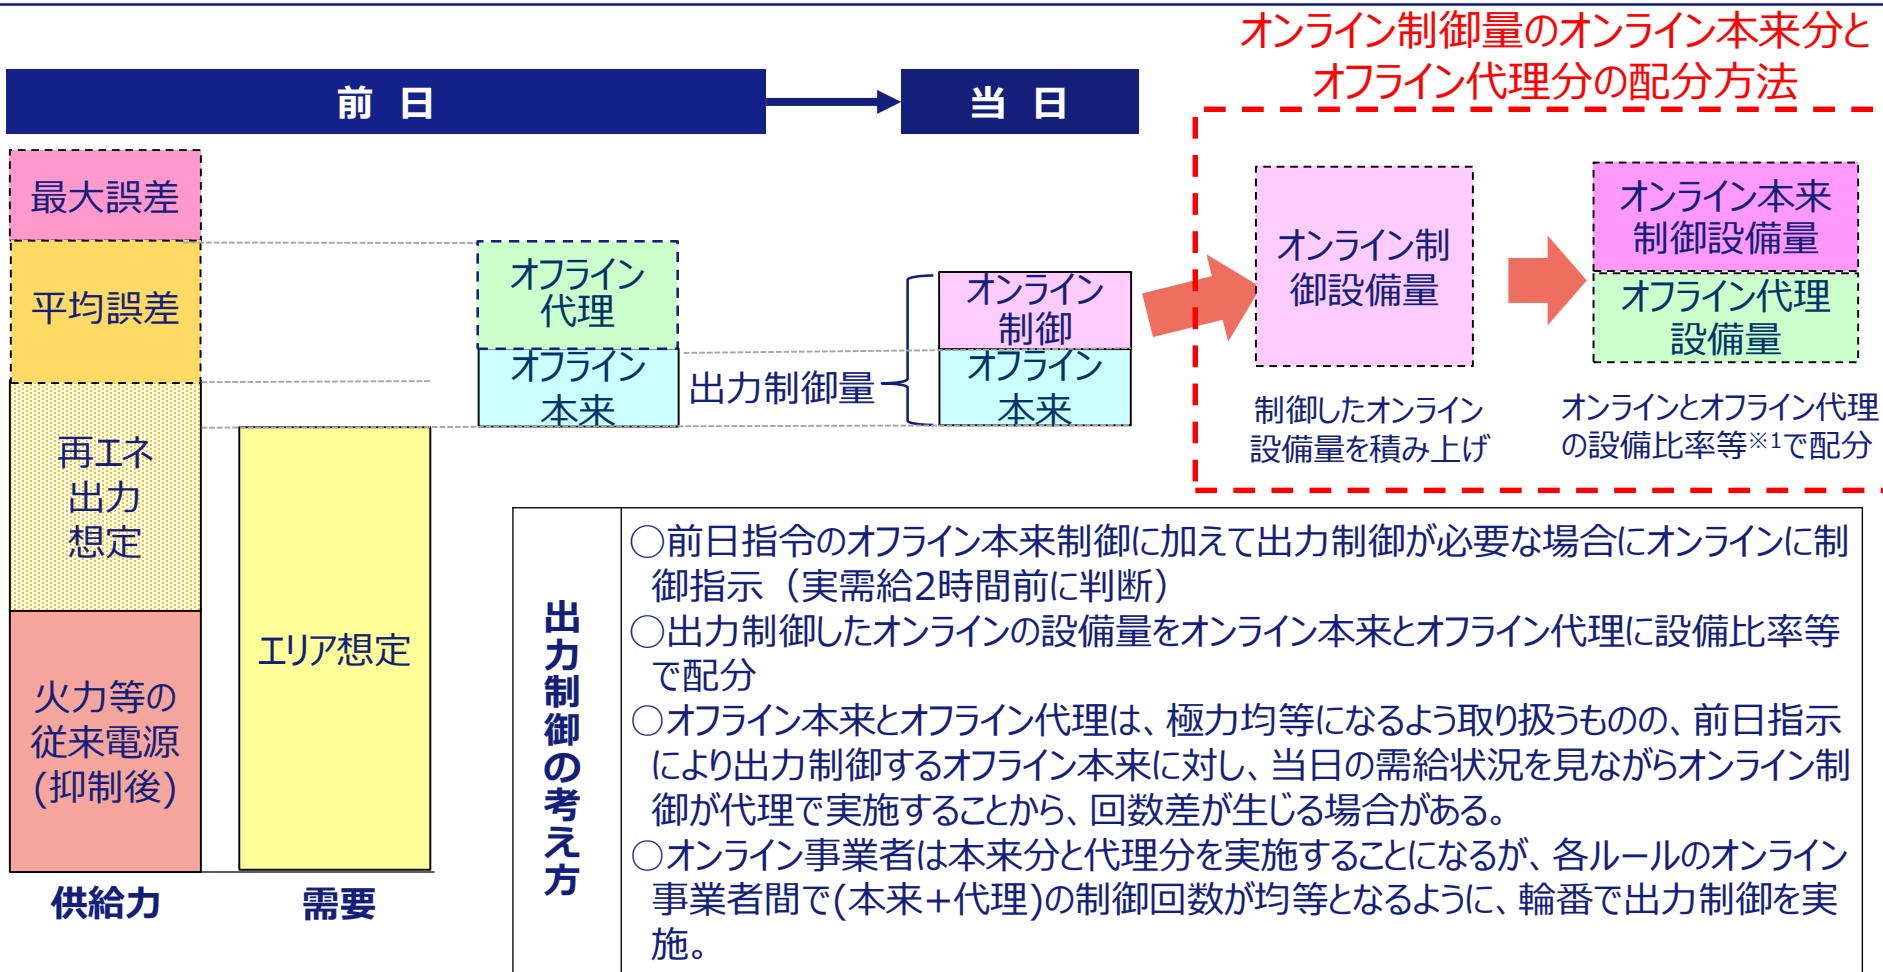 オンライン制御量のオンライン本来分と
オフライン代理分の配分方法
前 日
当 日
最大誤差
平均誤差
再エネ
出力
想定
火力等の
従来電源
(抑制後)
供給力
エリア想定
需要
オフライン
代理
オフライン
本来
出力制御量
オンライン
制御
オフライン
本来
オンライン制
御設備量
制御したオンライン
設備量を積み上げ
オンライン本来
制御設備量
オフライン代理
設備量
オンラインとオフライン代理
の設備比率等※1で配分
出力制御の考え方
○前日指令のオフライン本来制御に加えて出力制御が必要な場合にオンラインに制
御指示（実需給2時間前に判断）
○出力制御したオンラインの設備量をオンライン本来とオフライン代理に設備比率等
で配分
○オフライン本来とオフライン代理は、極力均等になるよう取り扱うものの、前日指示
により出力制御するオフライン本来に対し、当日の需給状況を見ながらオンライン制
御が代理で実施することから、回数差が生じる場合がある。
○オンライン事業者は本来分と代理分を実施することになるが、各ルールのオンライン
事業者間で(本来+代理)の制御回数が均等となるように、輪番で出力制御を実
施。